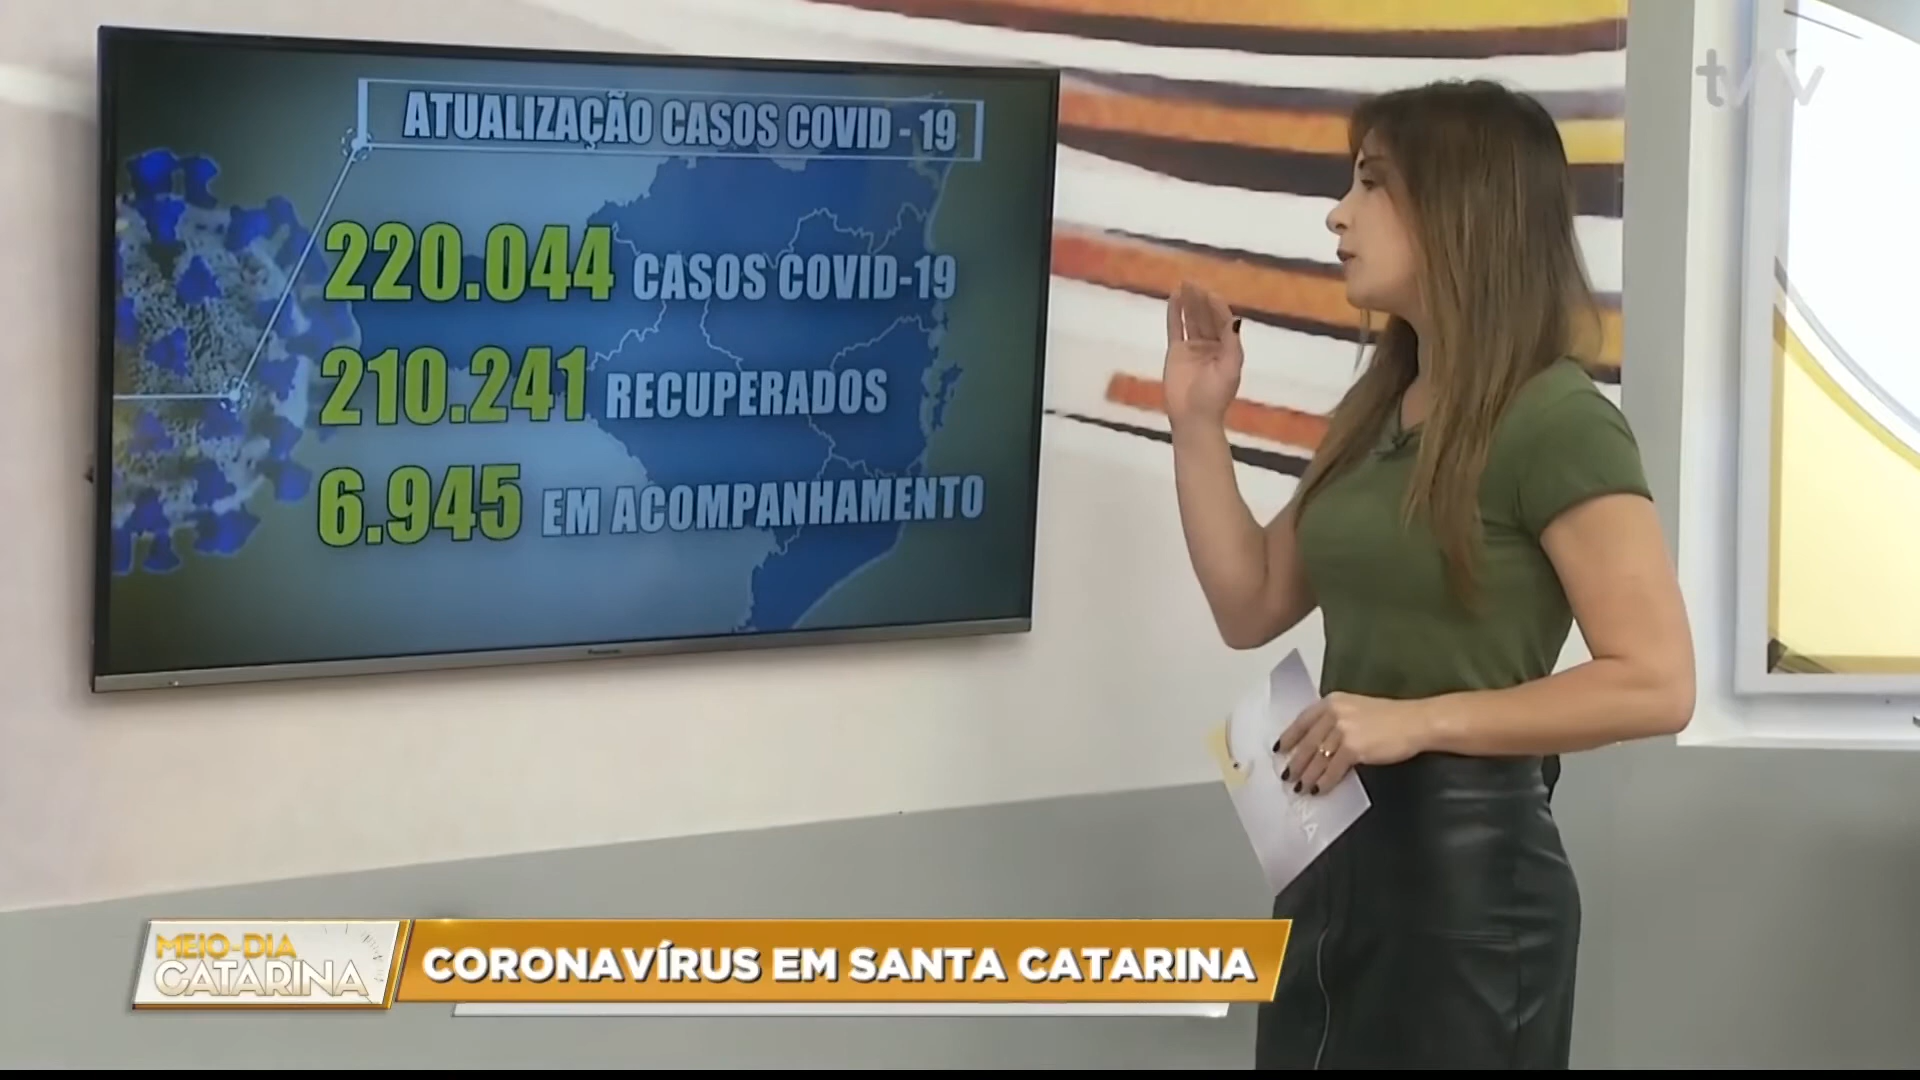 ATUALIZAÇÃO CASOS COVID - 19
220.044 CASOS COVID-19
210.241 RECUPERADOS
6.945 EM ACOMPANHAMENTO
MEIO-DIA
CATARINA
CORONAVÍRUS EM SANTA CATARINA